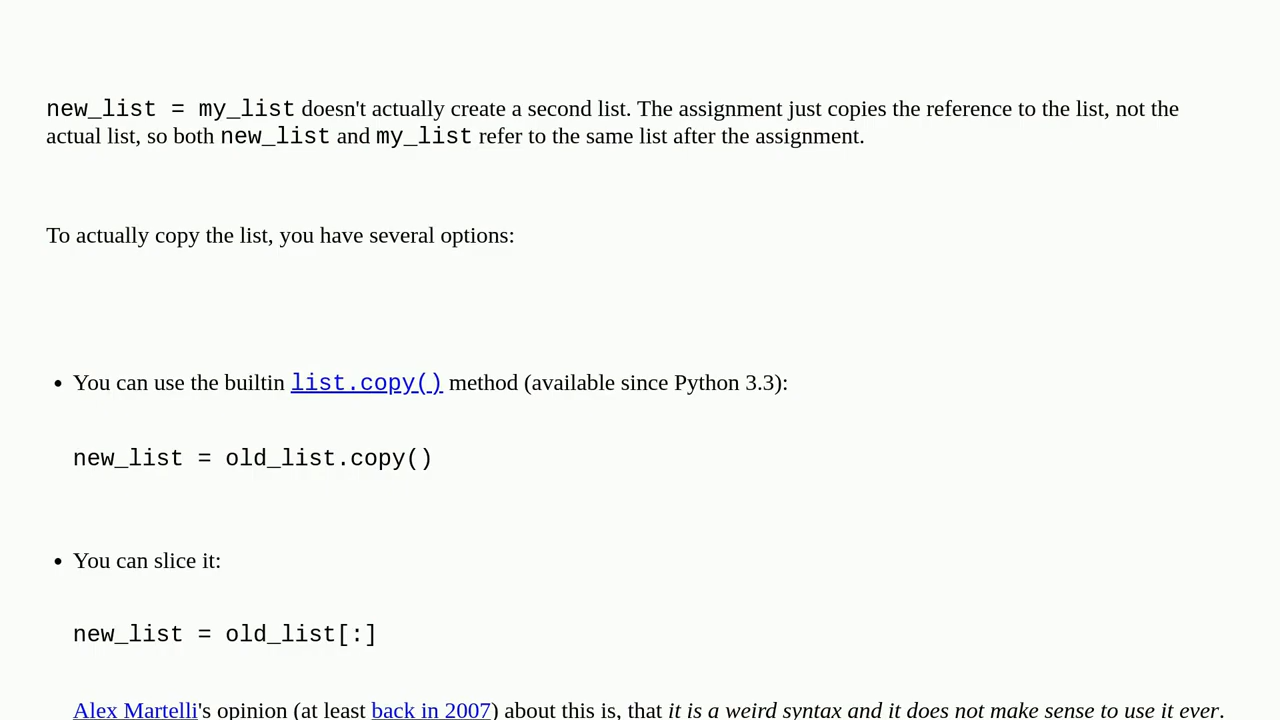 new_list = my_list doesn't actually create a second list. The assignment just copies the reference to the list, not the
actual list, so both new_list and my_list refer to the same list after the assignment.
To actually copy the list, you have several options:
• You can use the builtin list.copy() method (available since Python 3.3):
new_list = old_list.copy()
• You can slice it:
new_list = old_list[:]
Alex Martelli's opinion (at least back in 2007) about this is, that it is a weird syntax and it does not make sense to use it ever.